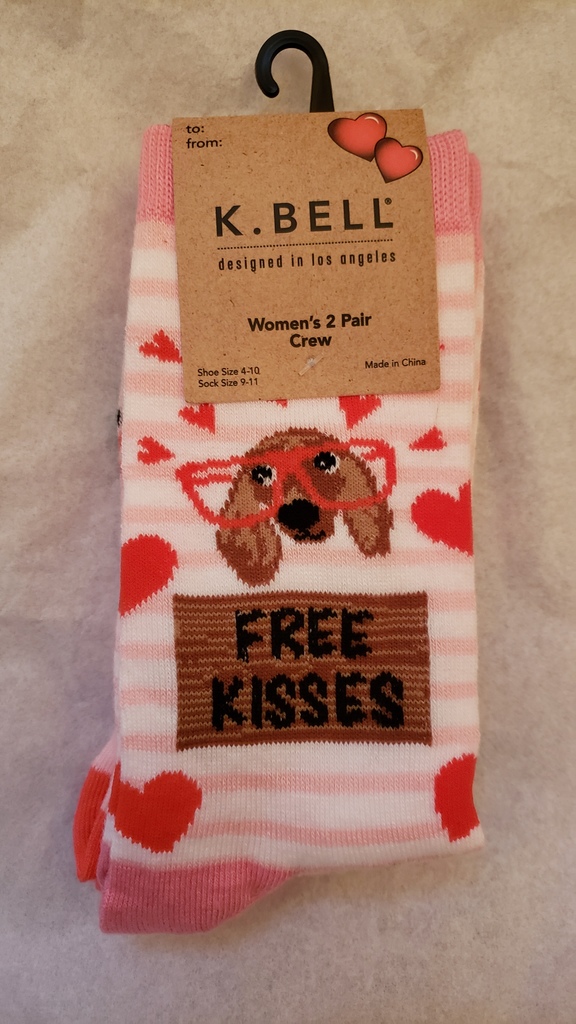 to:
from:
K.BELL®
designed in los angeles
Women's 2 Pair
Crew
Shoe Size 4-10
Sock Size 9-11
Made in China
FREE
KISSES